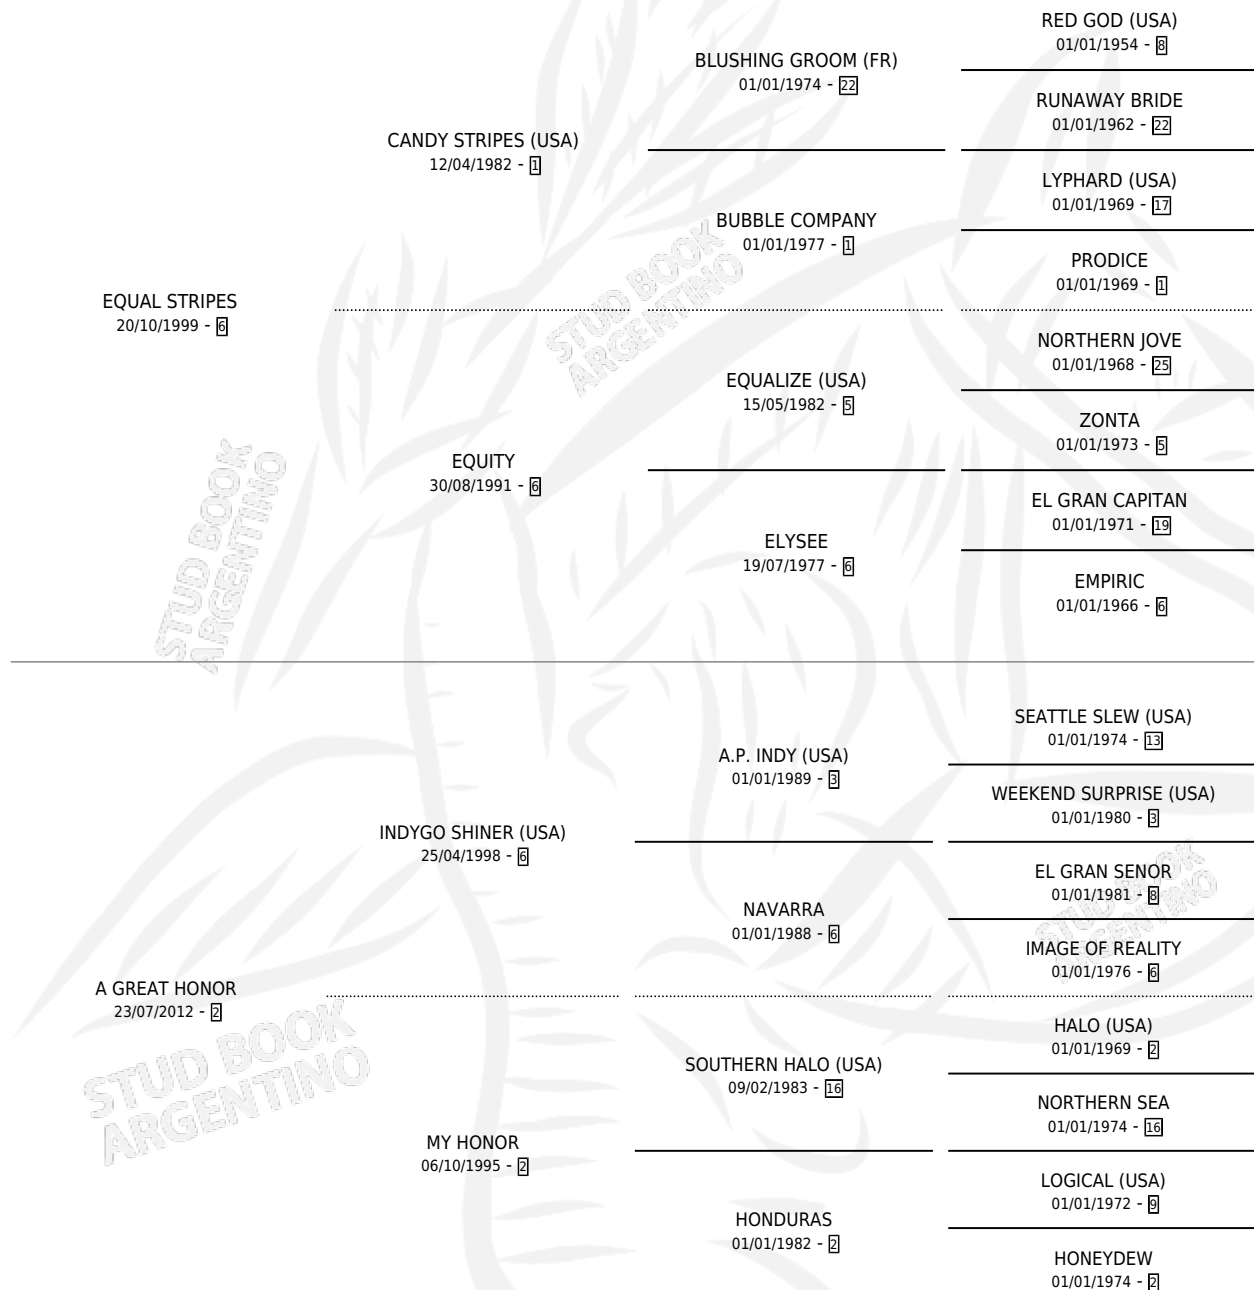 RED GOD (USA)
01/01/1954 - 8
BLUSHING GROOM (FR)
01/01/1974 - 22
RUNAWAY BRIDE
01/01/1962 - 22
CANDY STRIPES (USA)
12/04/1982 - 1
LYPHARD (USA)
01/01/1969 - 17
BUBBLE COMPANY
01/01/1977 - 1
PRODICE
01/01/1969 - 1
EQUAL STRIPES
20/10/1999 - 6
NORTHERN JOVE
01/01/1968 - 25
EQUALIZE (USA)
15/05/1982 - 5
ZONTA
01/01/1973 - 5
EQUITY
30/08/1991 - 6
EL GRAN CAPITAN
01/01/1971 - 19
ELYSEE
19/07/1977 - 6
EMPIRIC
01/01/1966 - 6
SEATTLE SLEW (USA)
01/01/1974 - 13
A.P. INDY (USA)
01/01/1989 - 3
WEEKEND SURPRISE (USA)
01/01/1980 - 3
INDYGO SHINER (USA)
25/04/1998 - 6
EL GRAN SENOR
01/01/1981 - 8
NAVARRA
01/01/1988 - 6
IMAGE OF REALITY
01/01/1976 - 6
A GREAT HONOR
23/07/2012 - 2
HALO (USA)
01/01/1969 - 2
SOUTHERN HALO (USA)
09/02/1983 - 16
NORTHERN SEA
01/01/1974 - 16
MY HONOR
06/10/1995 - 2
LOGICAL (USA)
01/01/1972 - 9
HONDURAS
01/01/1982 - 2
HONEYDEW
01/01/1974 - 2
STUD BOOK
ARGENTINO
STUD BOOK
ARGENTINO
STUD BOOK
ARGENTINO
STUD BOOK
ARGENTINO